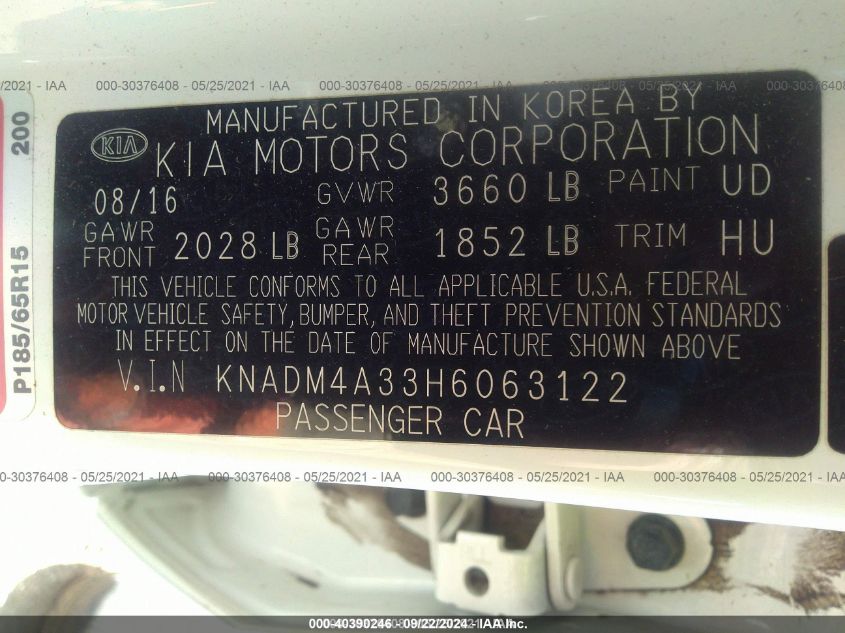 /2021 - IAA 000-30376408 - 05/25/2021 - IAA 000-30376408 - 05/25/2021 - IAA 000-30376408 - 05/25/2021 - IAA
MANUFACTURED IN KOREA BY
KIA KIA MOTORS CORPORATION
08/16 GVWR 3660 LB PAINT UD
GAWR FRONT 2028 LB GAWR REAR 1852 LB TRIM HU
THIS VEHICLE CONFORMS TO ALL APPLICABLE U.S.A. FEDERAL
MOTOR VEHICLE SAFETY, BUMPER, AND THEFT PREVENTION STANDARDS
IN EFFECT ON THE DATE OF MANUFACTURE SHOWN ABOVE
V.I.N KNADM4A33H6063122
PASSENGER CAR
P185/65R15 200
000-30376408 - 05/25/2021 - IAA 000-30376408 - 05/25/2021 - IAA 000-30376408 - 05/25/2021 - IAA
000-40390246 - 09/22/2024 - IAA Inc.